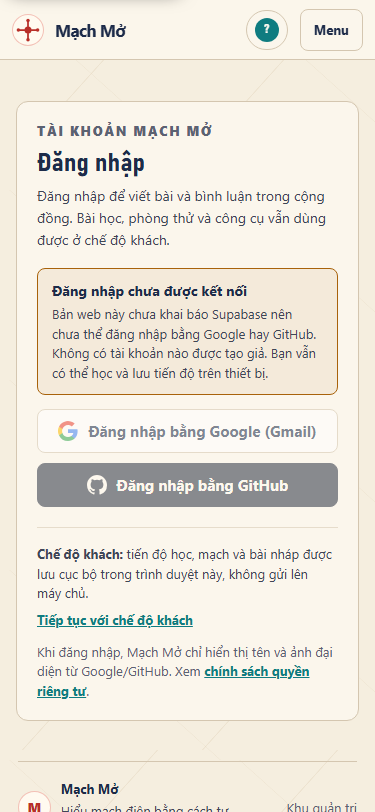 Mạch Mở
?
Menu
TÀI KHOẢN MẠCH MỞ
Đăng nhập
Đăng nhập để viết bài và bình luận trong cộng
đồng. Bài học, phòng thử và công cụ vẫn dùng
được ở chế độ khách.
Đăng nhập chưa được kết nối
Bản web này chưa khai báo Supabase nên
chưa thể đăng nhập bằng Google hay GitHub.
Không có tài khoản nào được tạo giả. Bạn vẫn
có thể học và lưu tiến độ trên thiết bị.
Đăng nhập bằng Google (Gmail)
Đăng nhập bằng GitHub
Chế độ khách: tiến độ học, mạch và bài nháp được
lưu cục bộ trong trình duyệt này, không gửi lên
máy chủ.
Tiếp tục với chế độ khách
Khi đăng nhập, Mạch Mở chỉ hiển thị tên và ảnh đại
diện từ Google/GitHub. Xem chính sách quyền
riêng tư.
M
Mạch Mở
Hiểu mạch điện bằng cách tự
Khu quản trị